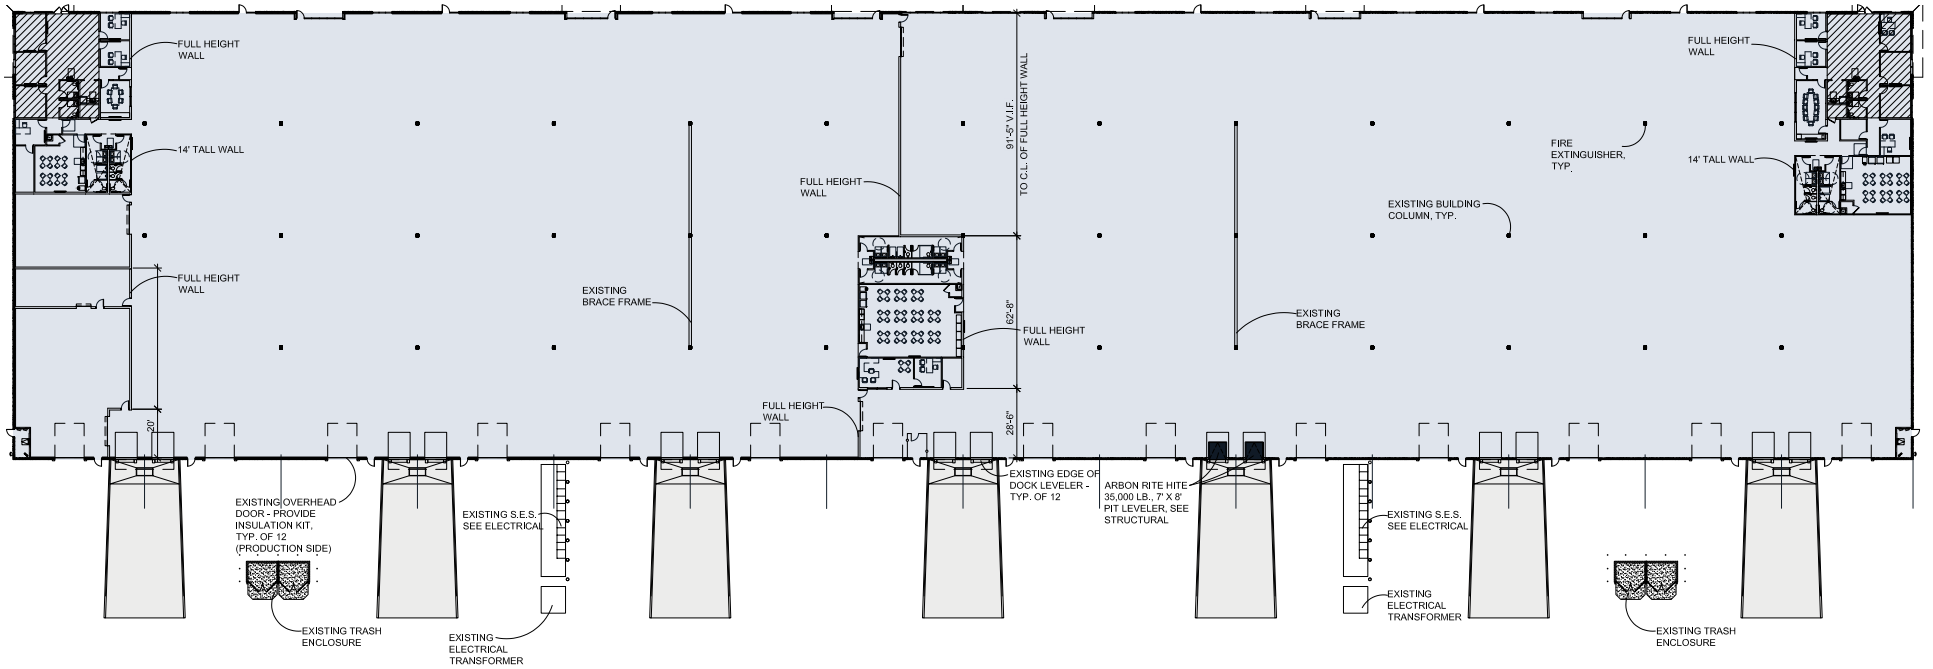 FULL HEIGHT
WALL
14' TALL WALL
FULL HEIGHT
WALL
EXISTING
BRACE FRAME
FULL HEIGHT
WALL
91'-5" V.I.F.
TO C.L. OF FULL HEIGHT WALL
62'-8"
28'-6"
FULL HEIGHT
WALL
FULL HEIGHT
WALL
EXISTING
BRACE FRAME
EXISTING BUILDING
COLUMN, TYP.
FIRE
EXTINGUISHER,
TYP.
FULL HEIGHT
WALL
14' TALL WALL
20'
EXISTING OVERHEAD
DOOR - PROVIDE
INSULATION KIT,
TYP. OF 12
(PRODUCTION SIDE)
EXISTING S.E.S.
SEE ELECTRICAL
EXISTING EDGE OF
DOCK LEVELER -
TYP. OF 12
ARBON RITE HITE
35,000 LB., 7' X 8'
PIT LEVELER, SEE
STRUCTURAL
EXISTING S.E.S.
SEE ELECTRICAL
EXISTING TRASH
ENCLOSURE
EXISTING
ELECTRICAL
TRANSFORMER
EXISTING
ELECTRICAL
TRANSFORMER
EXISTING TRASH
ENCLOSURE